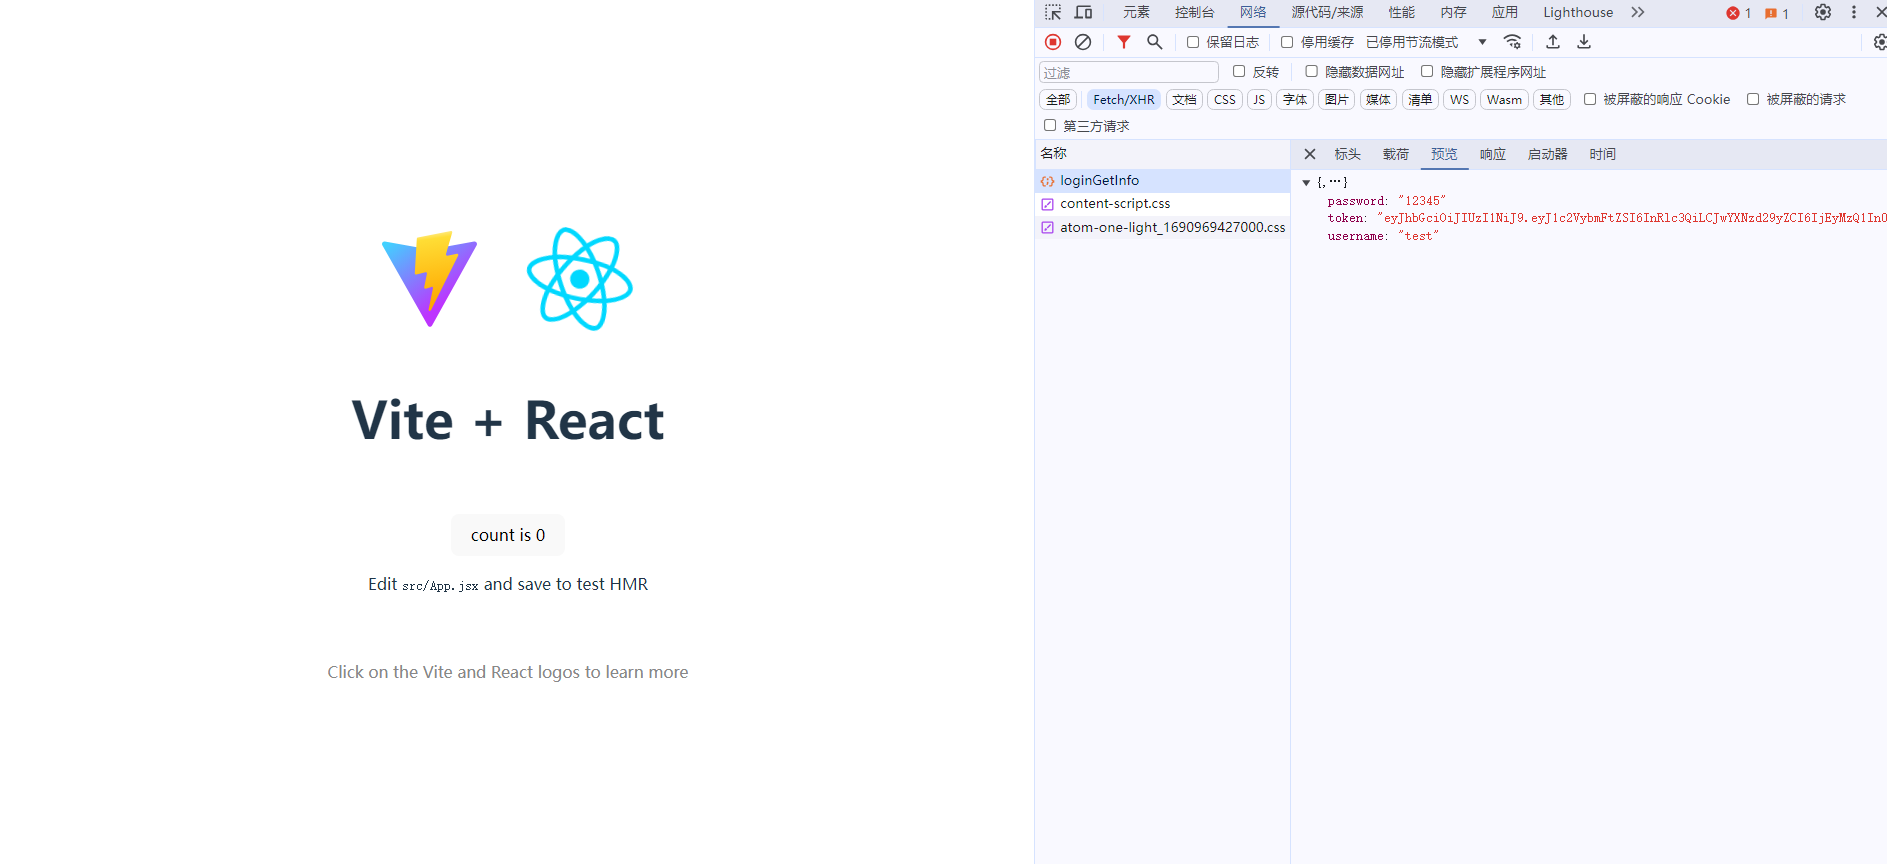 Vite + React
count is 0
Edit src/App.jsx and save to test HMR
Click on the Vite and React logos to learn more
元素 控制台 网络 源代码/来源 性能 内存 应用 Lighthouse 1 1
保留日志 停用缓存 已停用节流模式
过滤 反转 隐藏数据网址 隐藏扩展程序网址
全部 Fetch/XHR 文档 CSS JS 字体 图片 媒体 清单 WS Wasm 其他 被屏蔽的响应 Cookie 被屏蔽的请求
第三方请求
名称
loginGetInfo
content-script.css
atom-one-light_1690969427000.css
标头 载荷 预览 响应 启动器 时间
{,…}
password: "12345"
token: "eyJhbGciOiJIUzI1NiJ9.eyJ1c2VybmFtZSI6InRlc3QiLCJwYXNzd29yZCI6IjEyMzQ1In0
username: "test"